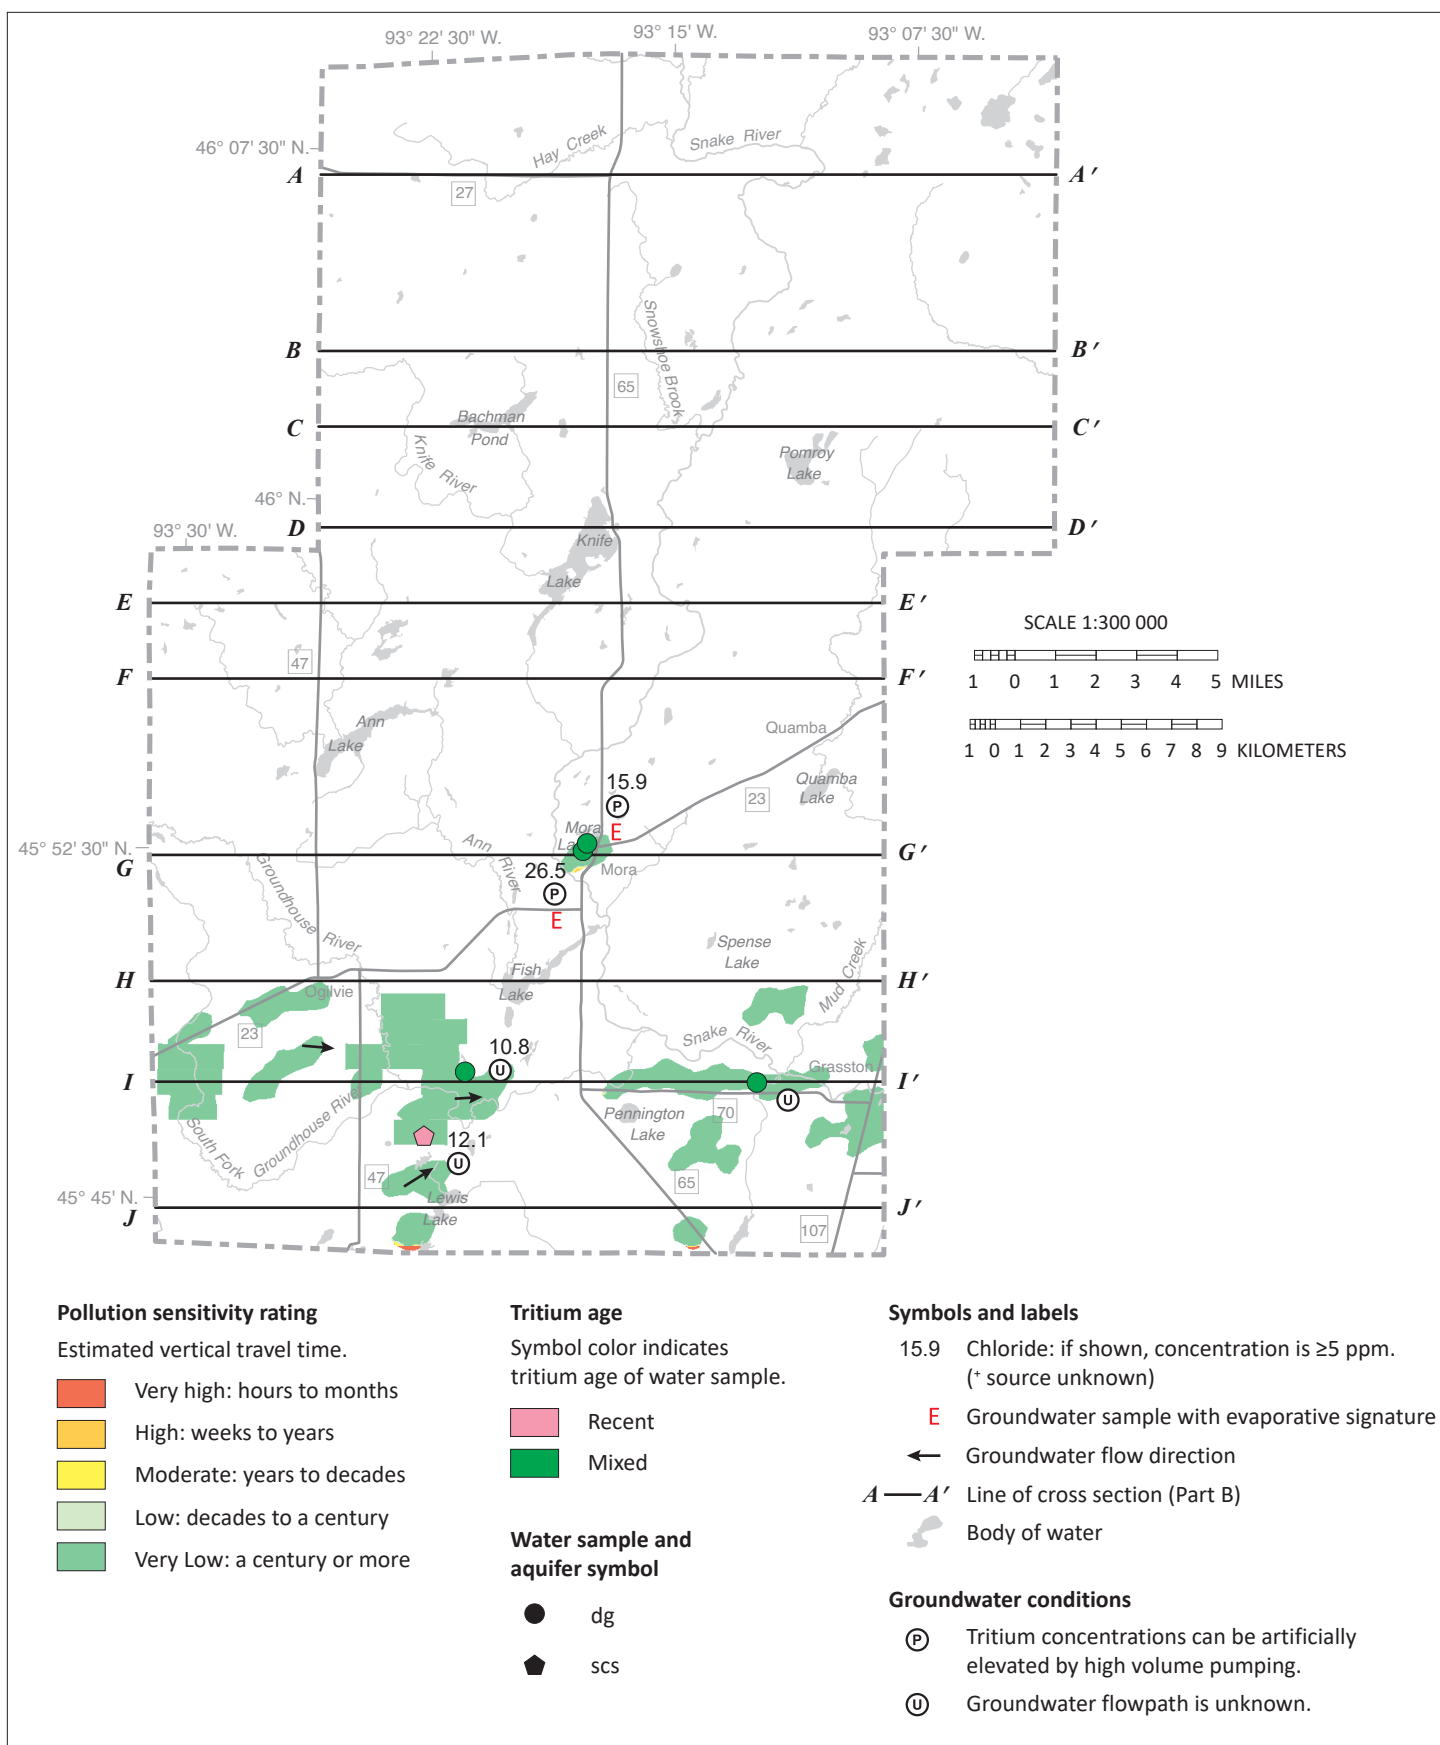 93° 22' 30" W.
93° 15' W.
93° 07' 30" W.
46° 07' 30" N.
Hay Creek
Snake River
A
A′
27
Snowshoe Brook
B
B′
65
Bachman
Pond
C
C′
Knife River
Pomroy
Lake
46° N.
D
D′
93° 30' W.
Knife
Lake
E
E′
SCALE 1:300 000
47
F
F′
1 0 1 2 3 4 5 MILES
Ann
Lake
Quamba
1 0 1 2 3 4 5 6 7 8 9 KILOMETERS
15.9
Quamba
Lake
23
P
E
Mora
La
Ann River
45° 52' 30" N.
G
G′
Groundhouse River
26.5
Mora
P
E
Spense
Lake
Mud Creek
Fish
Lake
H
H′
Ogilvie
23
Snake River
10.8
U
Grasston
I
I′
South Fork
Groundhouse River
U
Pennington
Lake
70
12.1
U
47
65
45° 45' N.
Lewis
Lake
J
J′
107
Pollution sensitivity rating
Estimated vertical travel time.
Very high: hours to months
High: weeks to years
Moderate: years to decades
Low: decades to a century
Very Low: a century or more
Tritium age
Symbol color indicates
tritium age of water sample.
Recent
Mixed
Water sample and
aquifer symbol
dg
scs
Symbols and labels
15.9 Chloride: if shown, concentration is ≥5 ppm.
(⁺ source unknown)
E Groundwater sample with evaporative signature
Groundwater flow direction
A A′ Line of cross section (Part B)
Body of water
Groundwater conditions
P Tritium concentrations can be artificially
elevated by high volume pumping.
U Groundwater flowpath is unknown.